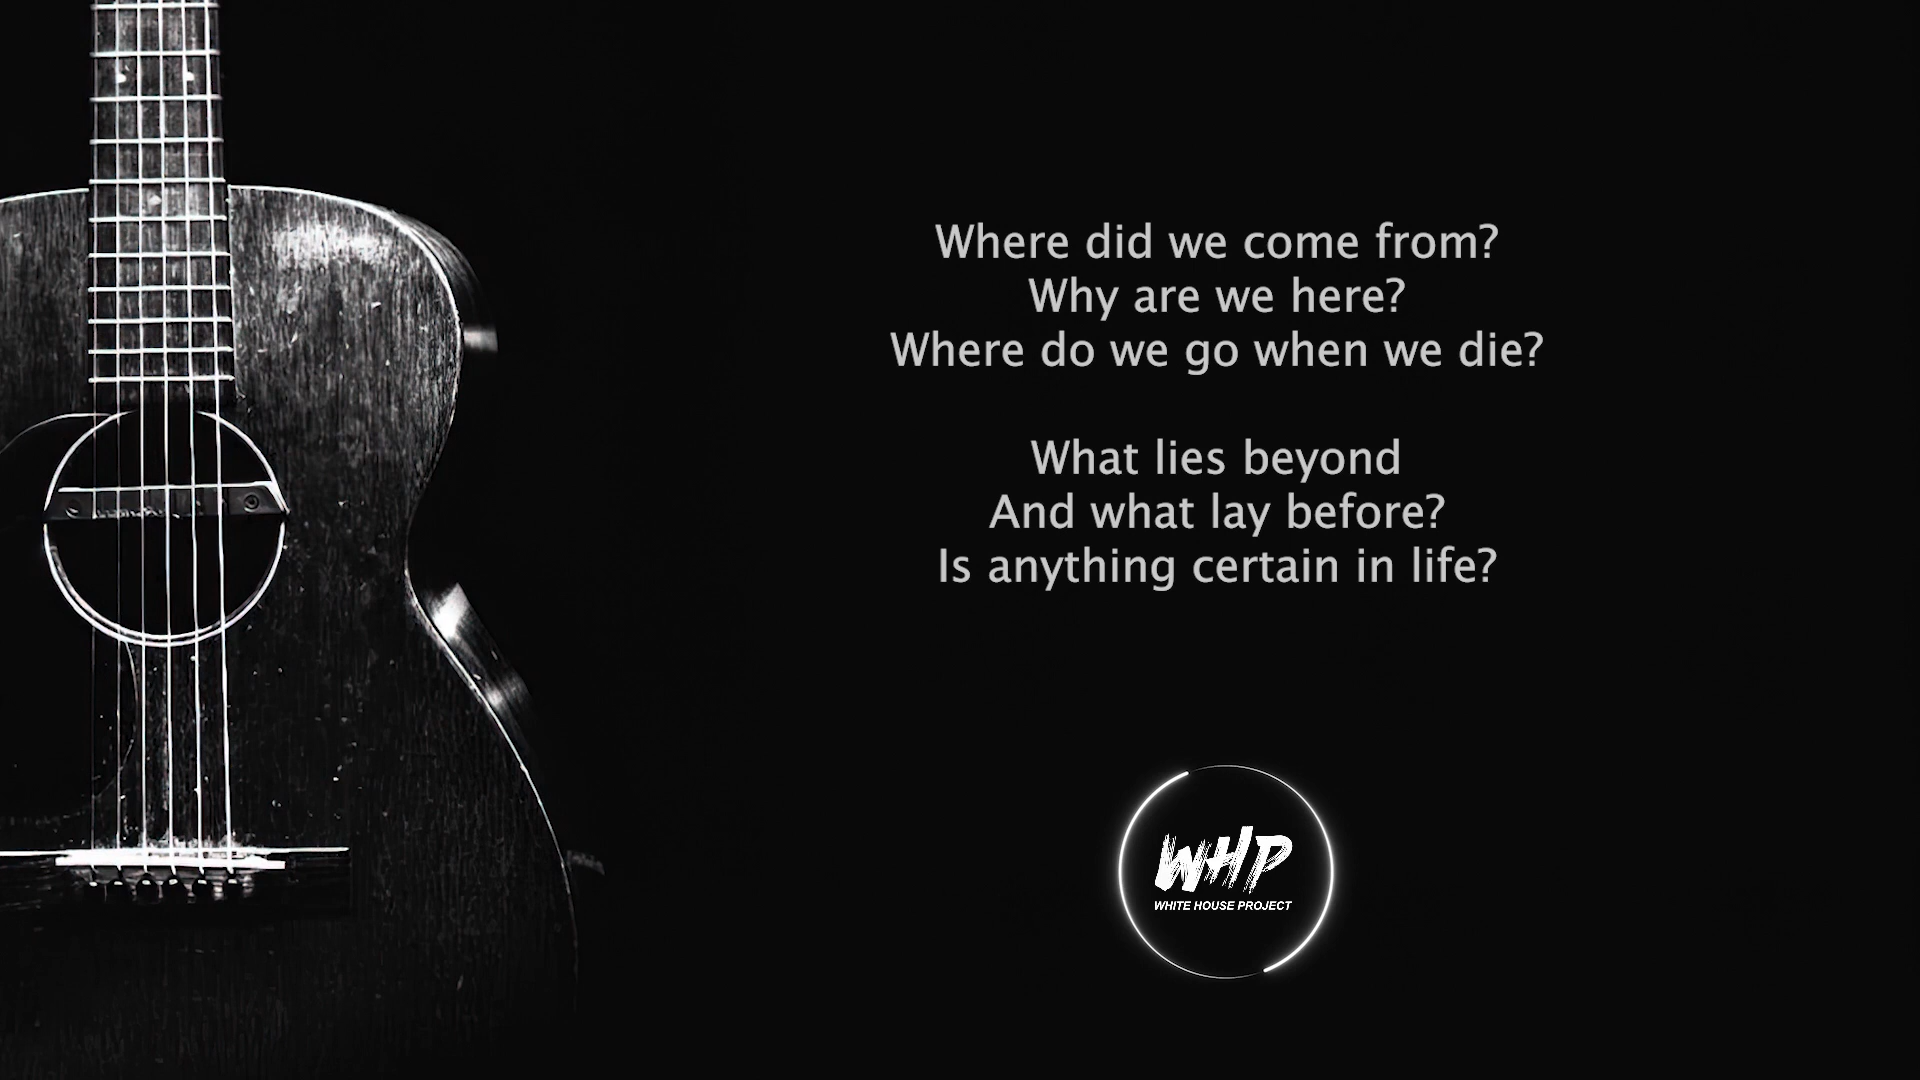 Where did we come from?
Why are we here?
Where do we go when we die?
What lies beyond
And what lay before?
Is anything certain in life?
WHP
WHITE HOUSE PROJECT